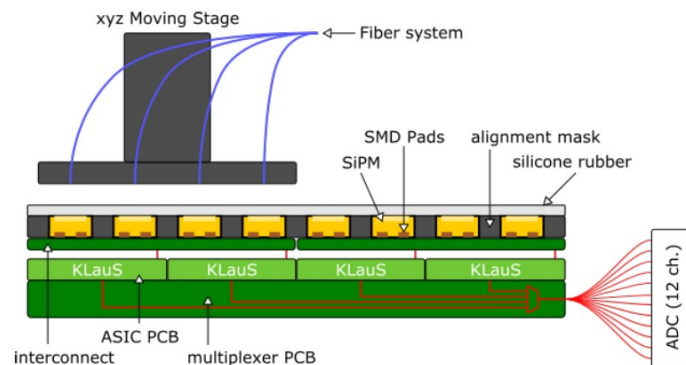 xyz Moving Stage
Fiber system
SMD Pads
alignment mask
SiPM
silicone rubber
KLauS
KLauS
KLauS
KLauS
ADC (12 ch.)
ASIC PCB
interconnect
multiplexer PCB